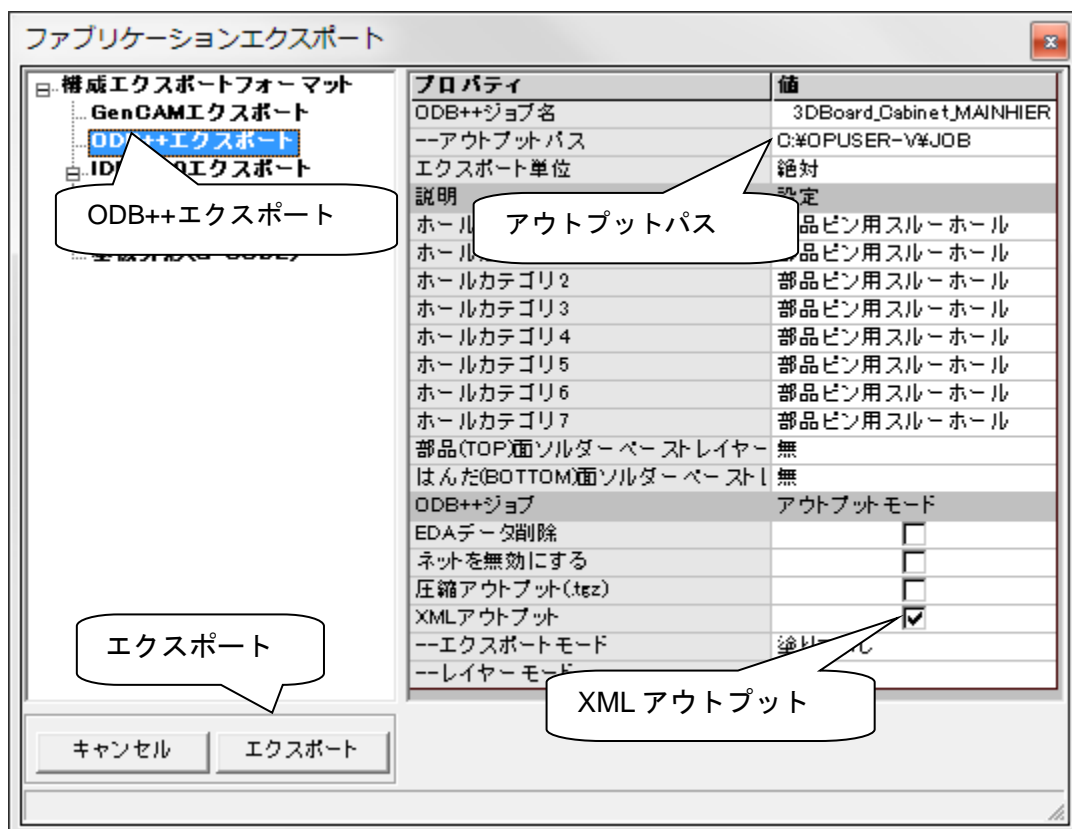 ファブリケーションエクスポート
構成エクスポートフォーマット
GenCAMエクスポート
ODB++エクスポート
エクスポート
ODB++エクスポート
プロパティ 値
ODB++ジョブ名 3DBoard_Cabinet_MAINHIER
--アウトプットパス C:¥OPUSER-V¥JOB
エクスポート単位 絶対
説明 設定
アウトプットパス
ホール 部品ピン用スルーホール
ホール 部品ピン用スルーホール
ホールカテゴリ2 部品ピン用スルーホール
ホールカテゴリ3 部品ピン用スルーホール
ホールカテゴリ4 部品ピン用スルーホール
ホールカテゴリ5 部品ピン用スルーホール
ホールカテゴリ6 部品ピン用スルーホール
ホールカテゴリ7 部品ピン用スルーホール
部品(TOP)面ソルダーペーストレイヤー 無
はんだ(BOTTOM)面ソルダーペーストレ 無
ODB++ジョブ アウトプットモード
EDAデータ削除
ネットを無効にする
圧縮アウトプット(.tgz)
XMLアウトプット
--エクスポートモード
--レイヤーモード
XML アウトプット
エクスポート
キャンセル エクスポート